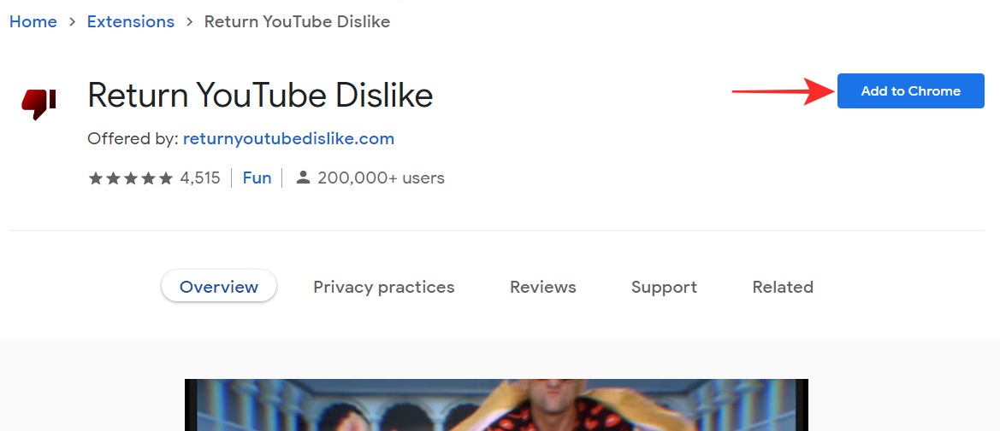 Home > Extensions > Return YouTube Dislike
Return YouTube Dislike
Add to Chrome
Offered by: returnyoutubedislike.com
4,515 | Fun | 200,000+ users
Overview Privacy practices Reviews Support Related